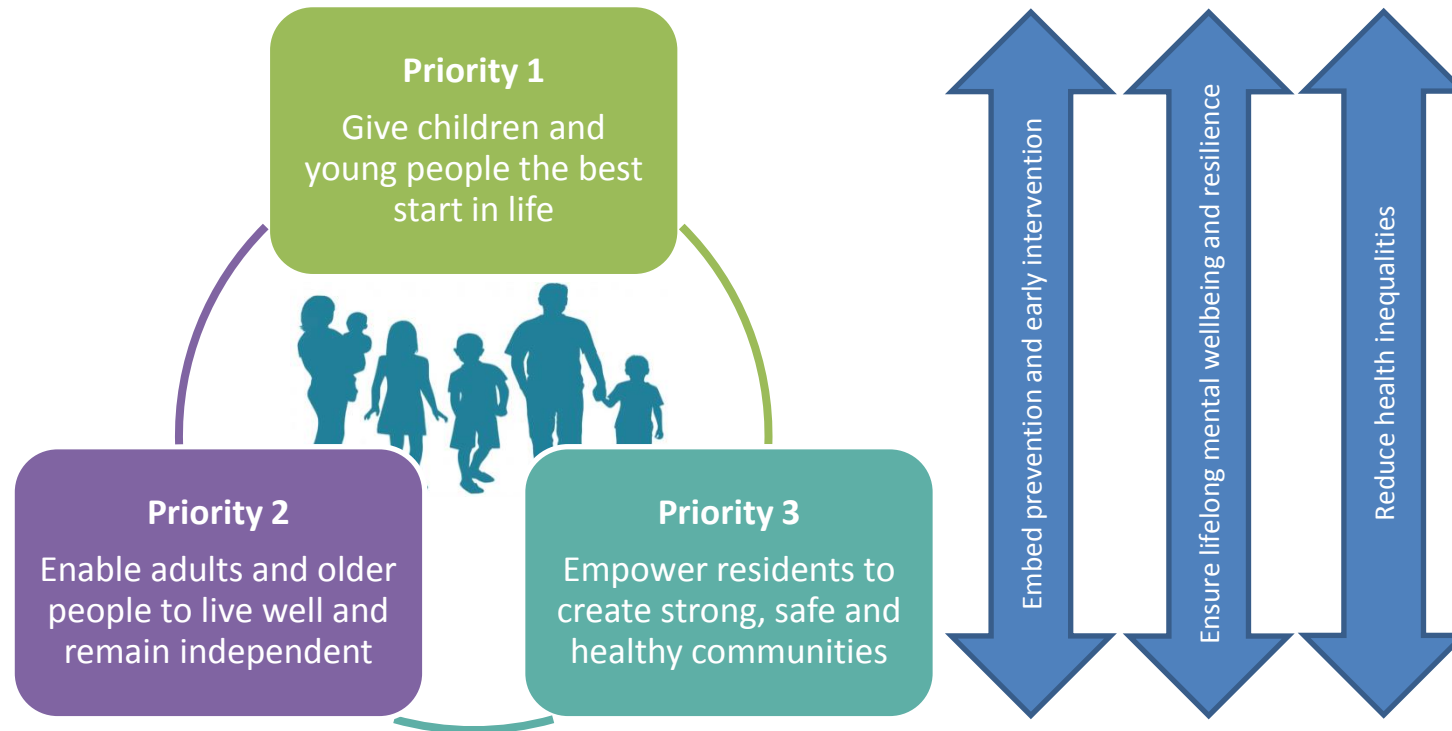 Priority 1
Give children and
young people the best
start in life
Priority 2
Enable adults and older
people to live well and
remain independent
Priority 3
Empower residents to
create strong, safe and
healthy communities
Embed prevention and early intervention
Ensure lifelong mental wellbeing and resilience
Reduce health inequalities